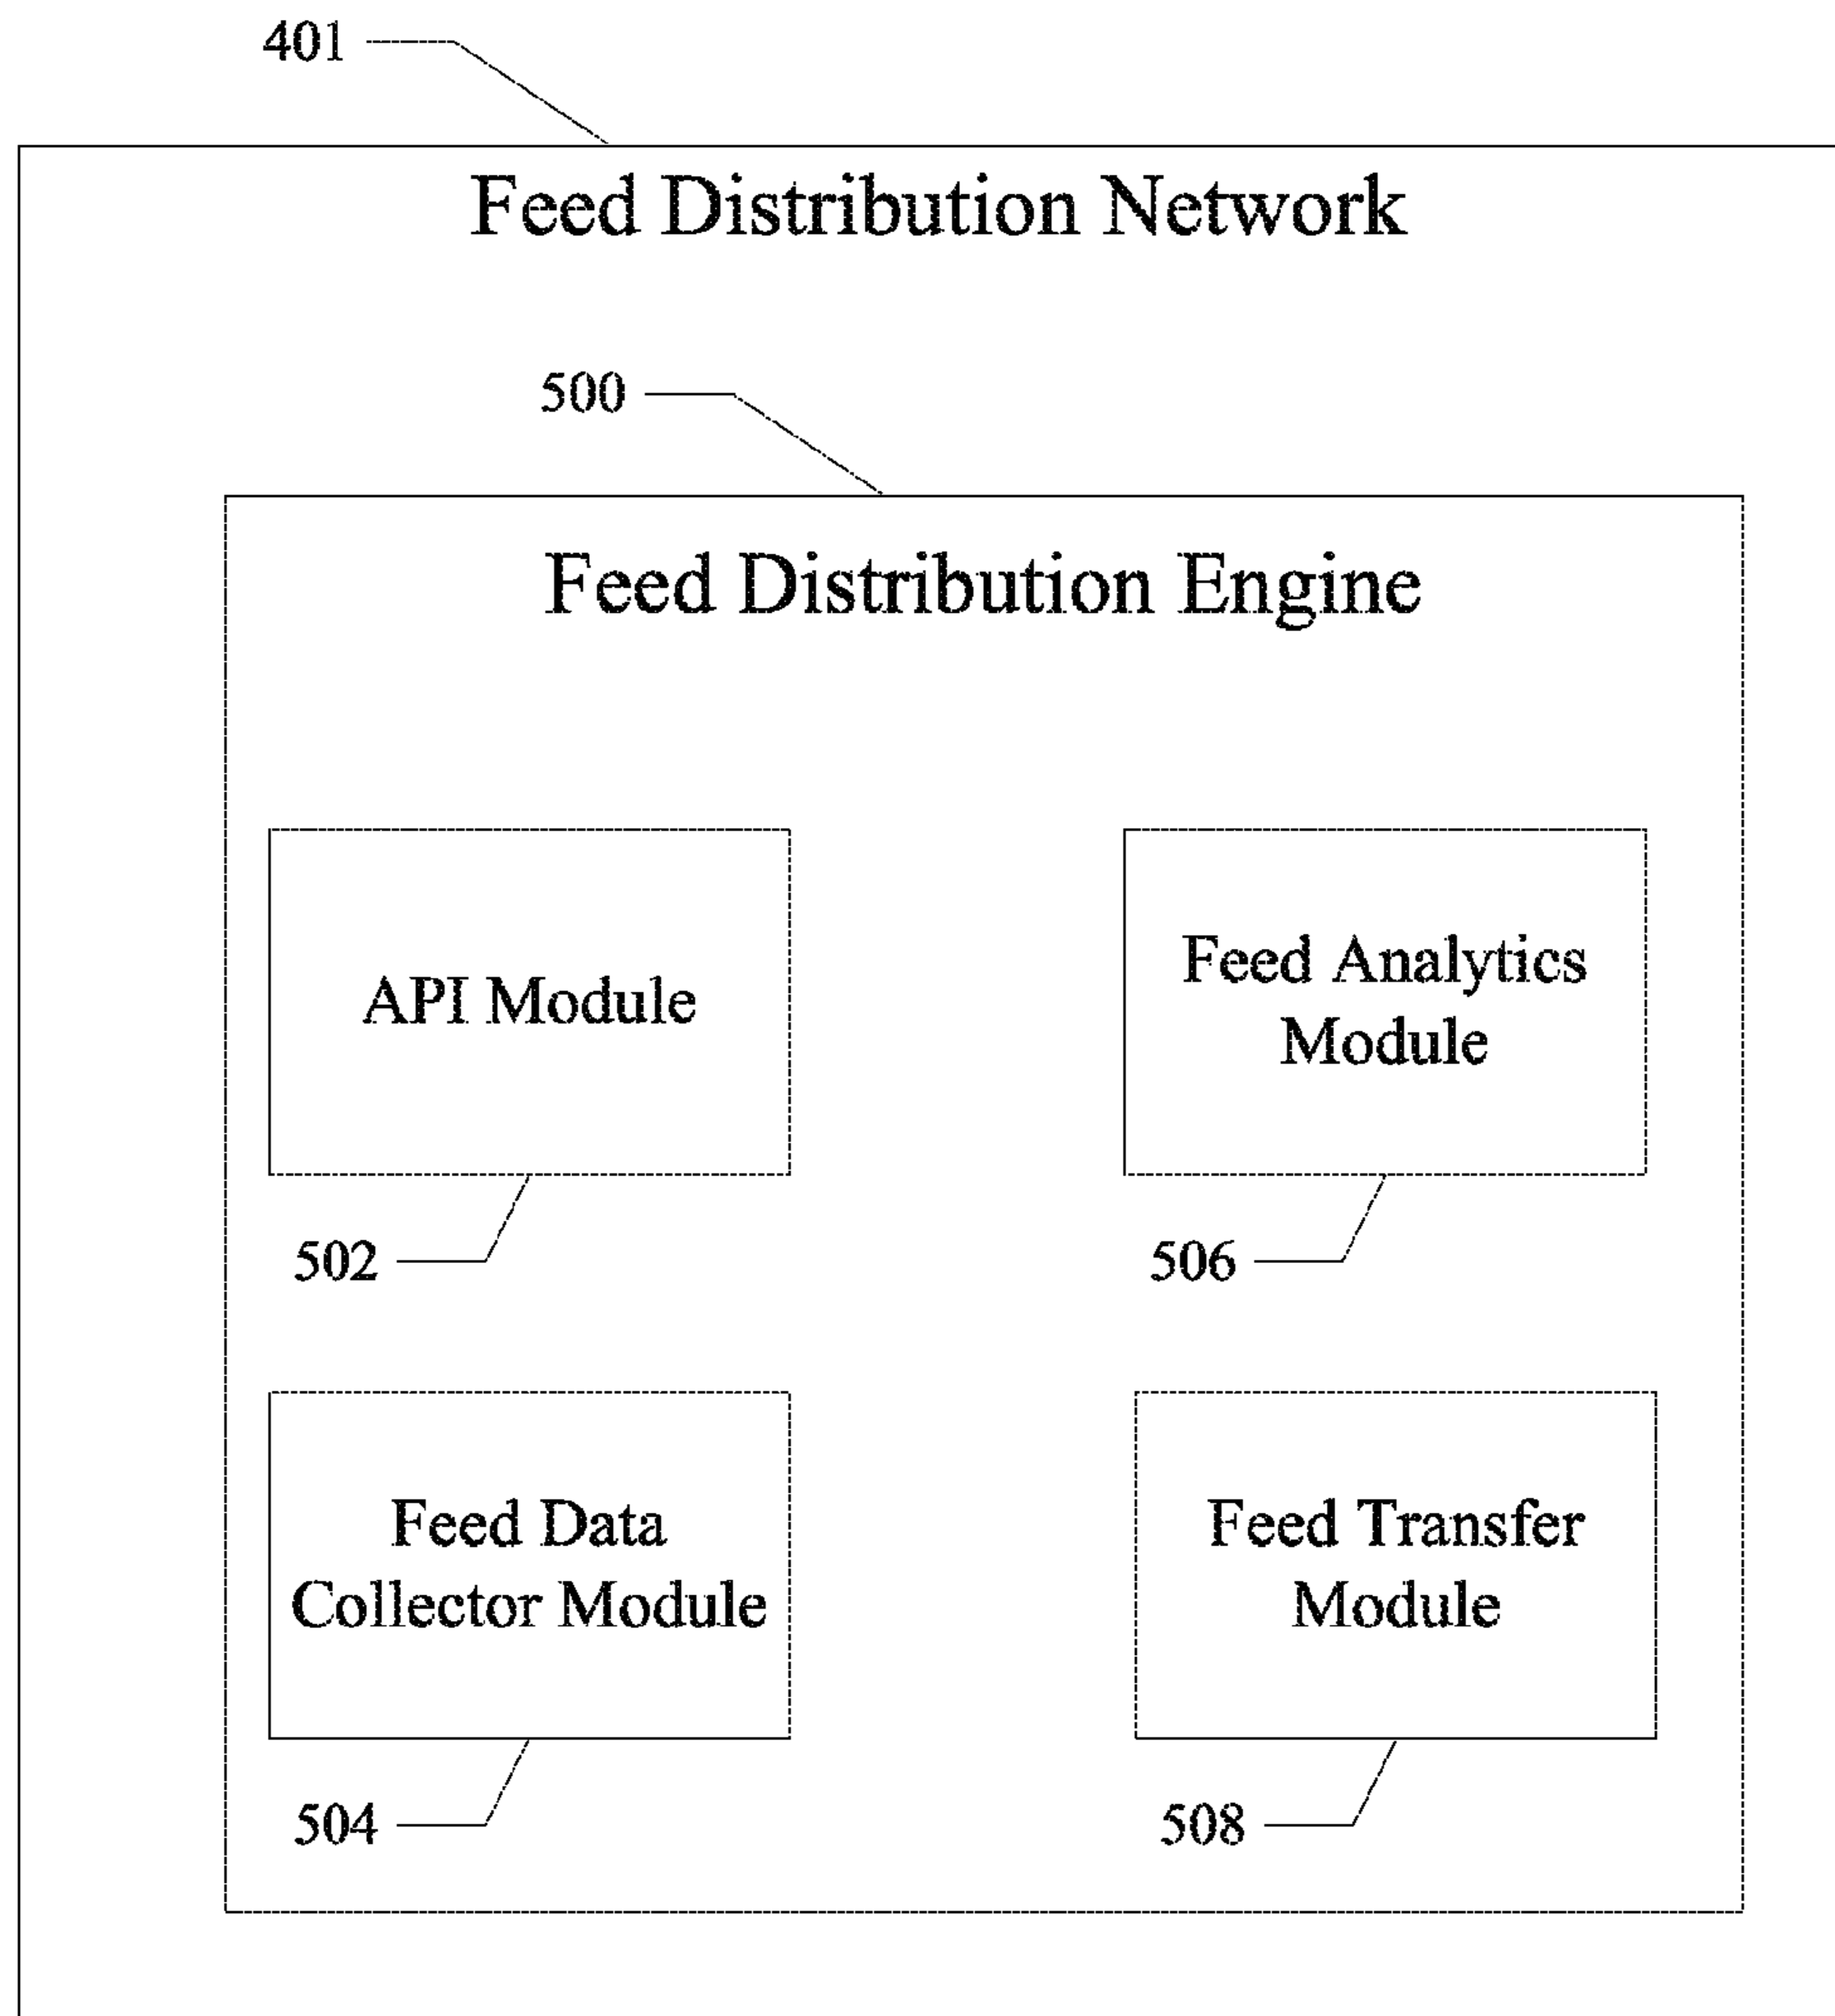 401
Feed Distribution Network
500
Feed Distribution Engine
API Module
Feed Analytics
Module
502
506
Feed Data
Collector Module
Feed Transfer
Module
504
508